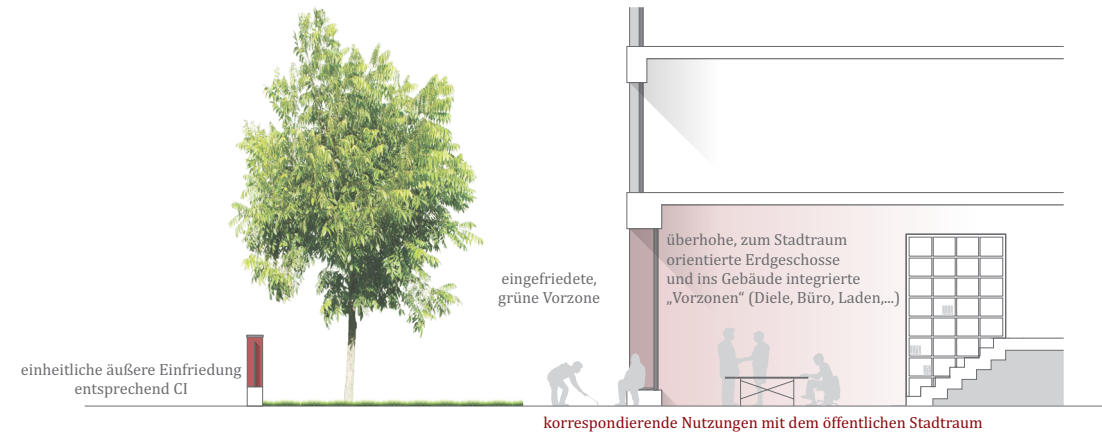 überhohe, zum Stadtraum
orientierte Erdgeschosse
und ins Gebäude integrierte
„Vorzonen“ (Diele, Büro, Laden,...)
eingefriedete,
grüne Vorzone
einheitliche äußere Einfriedung
entsprechend CI
korrespondierende Nutzungen mit dem öffentlichen Stadtraum